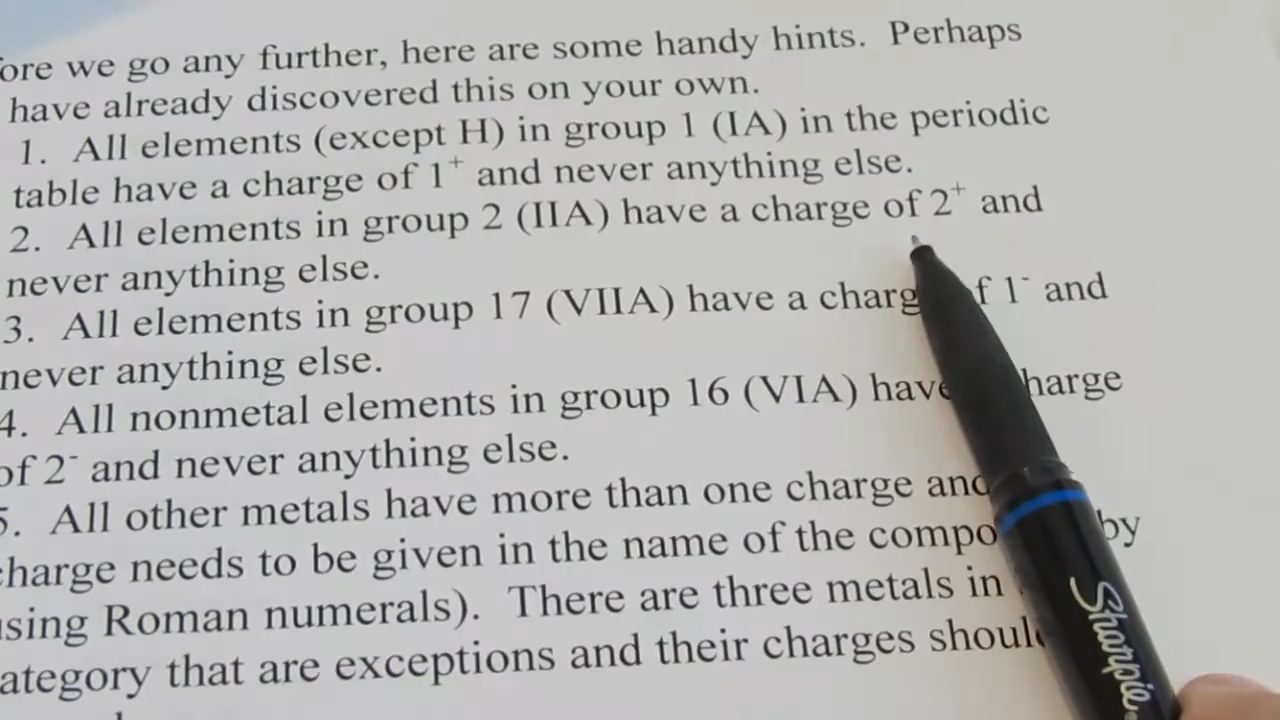 ore we go any further, here are some handy hints. Perhaps
have already discovered this on your own.
1. All elements (except H) in group 1 (IA) in the periodic
table have a charge of 1⁺ and never anything else.
2. All elements in group 2 (IIA) have a charge of 2⁺ and
never anything else.
3. All elements in group 17 (VIIA) have a charg f 1⁻ and
never anything else.
4. All nonmetal elements in group 16 (VIA) have harge
of 2⁻ and never anything else.
5. All other metals have more than one charge and
charge needs to be given in the name of the compo by
using Roman numerals). There are three metals in
ategory that are exceptions and their charges shoul
Sharpie